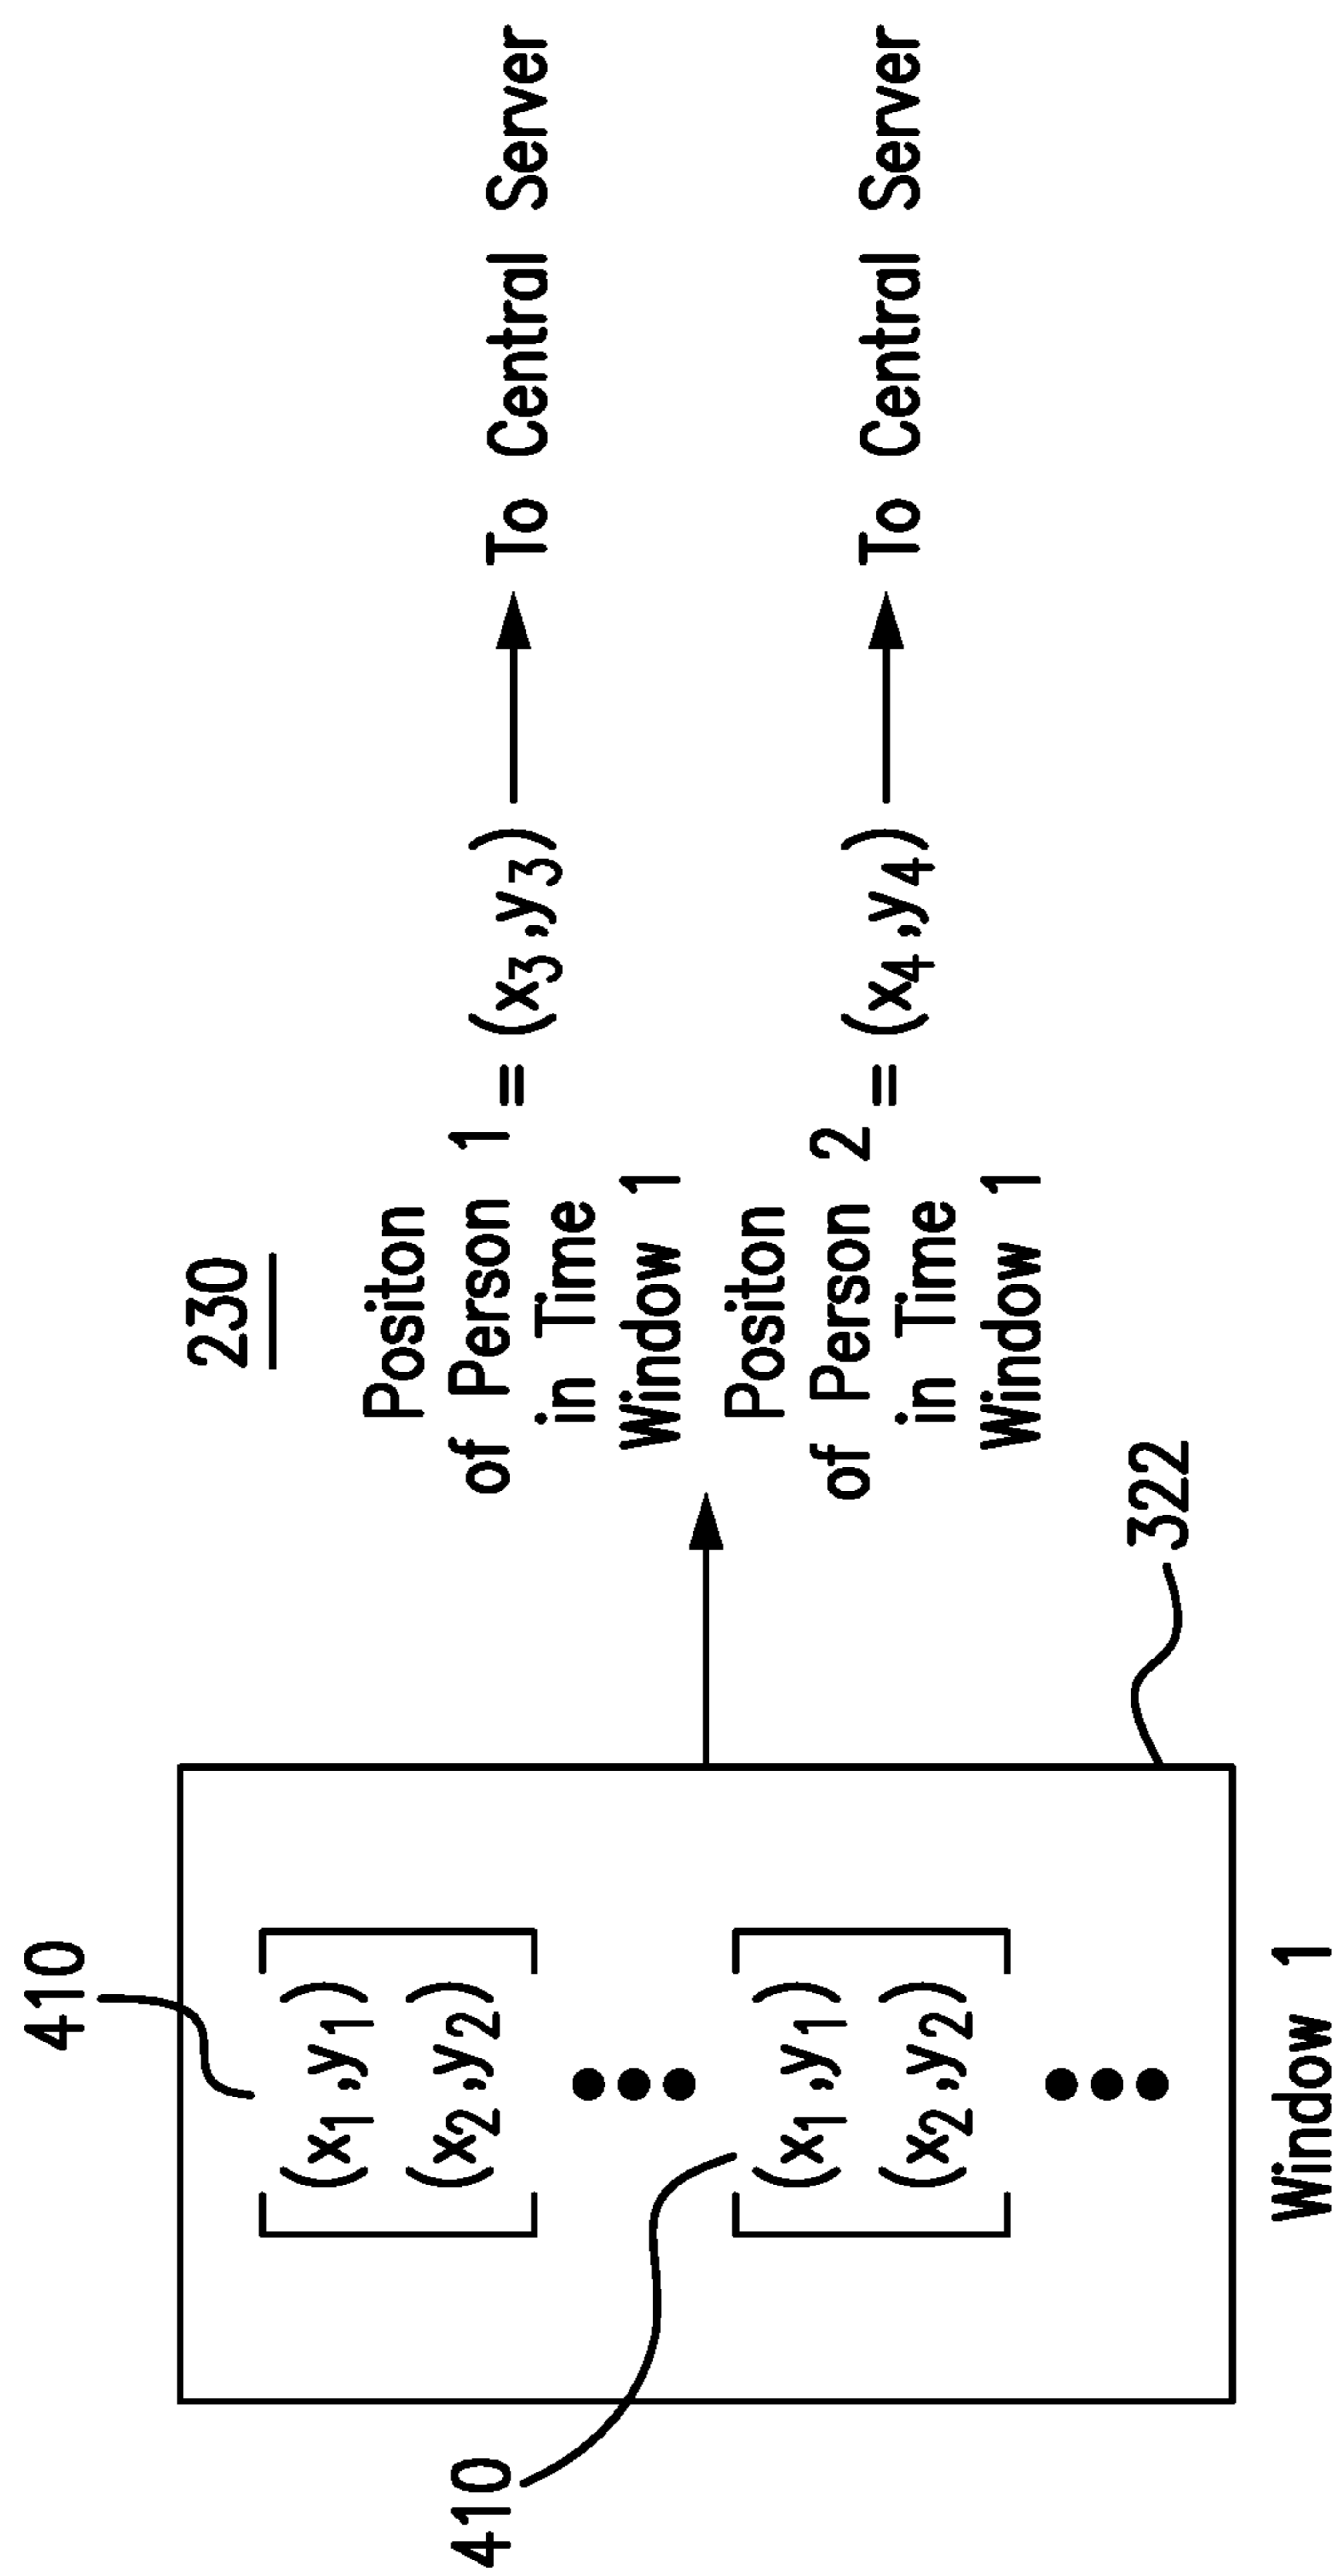 230
410
(x1,y1)
(x2,y2)
410
(x1,y1)
(x2,y2)
Window 1
322
Positon
of Person 1 = (x3,y3)
in Time
Window 1
To Central Server
Positon
of Person 2 = (x4,y4)
in Time
Window 1
To Central Server